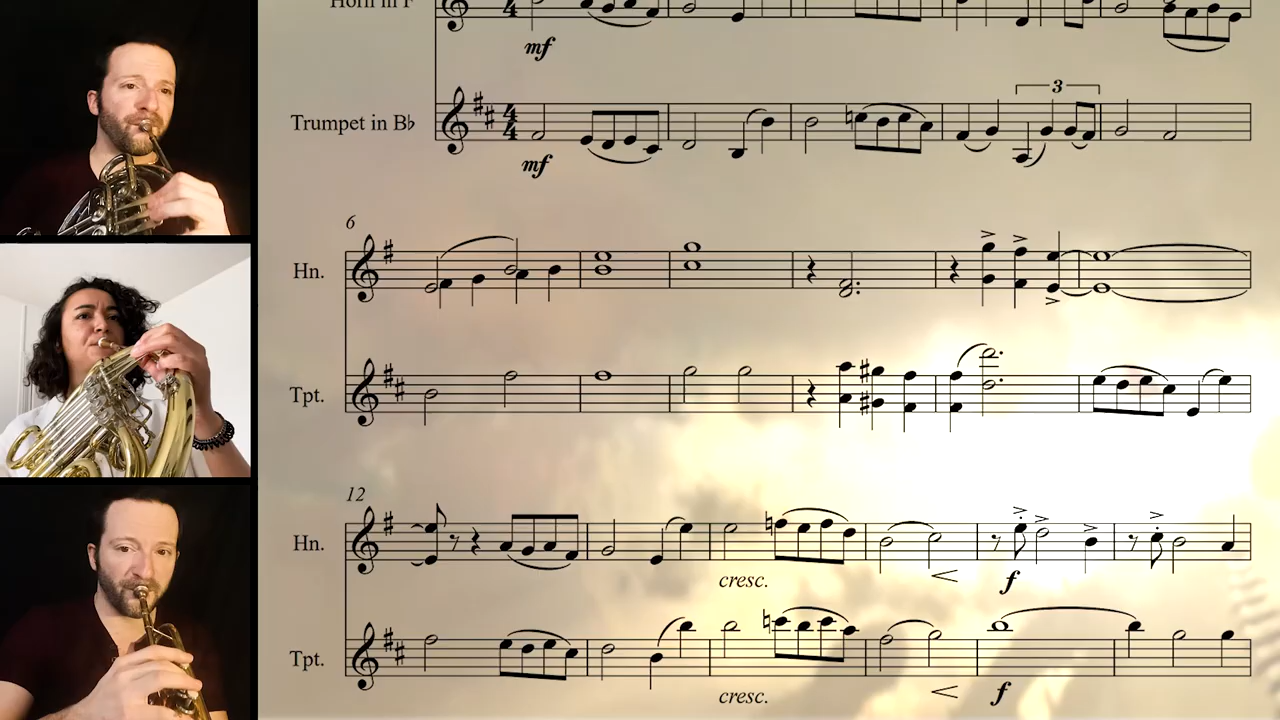 Horn in F
mf
Trumpet in B♭
3
mf
6
Hn.
Tpt.
12
Hn.
cresc.
f
Tpt.
cresc.
f